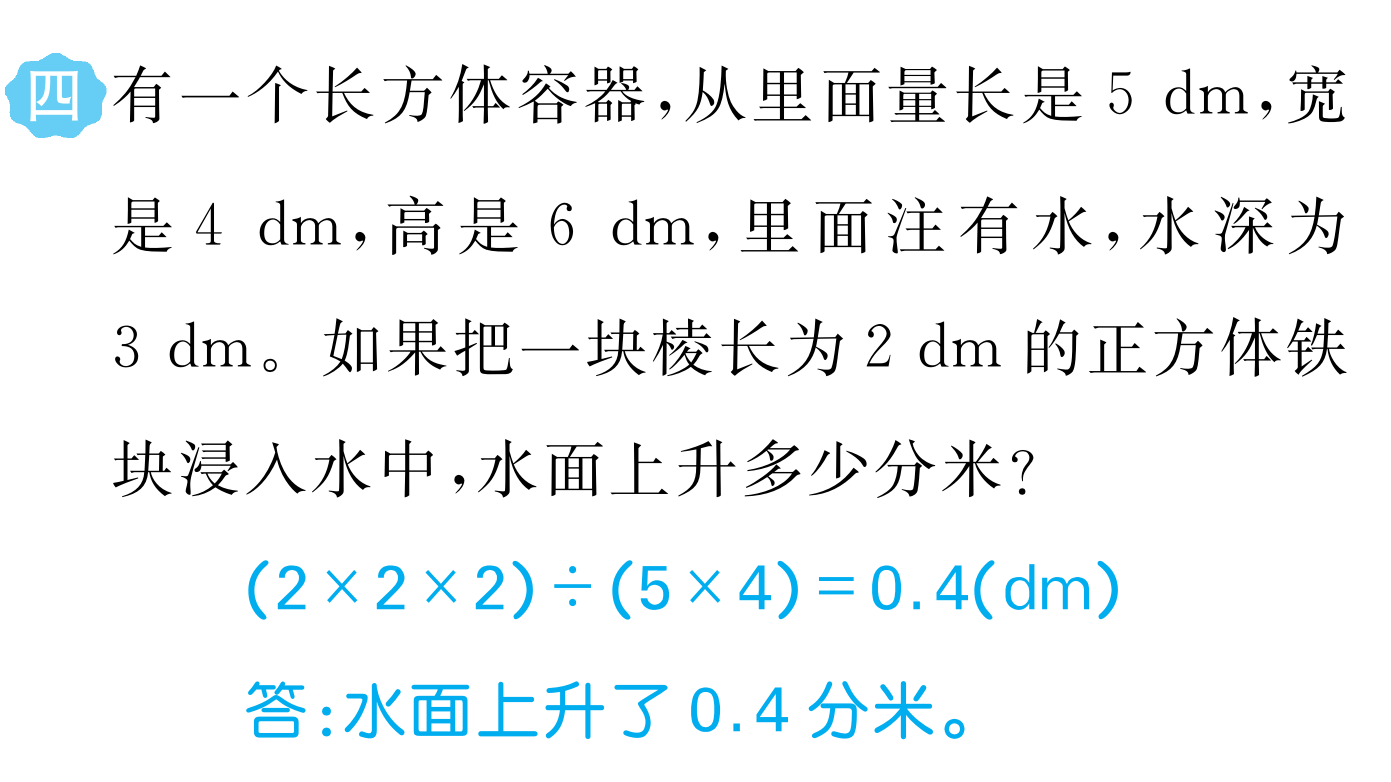 四 有一个长方体容器,从里面量长是 5 dm,宽
是 4 dm,高是 6 dm,里面注有水,水深为
3 dm。如果把一块棱长为 2 dm 的正方体铁
块浸入水中,水面上升多少分米?
(2×2×2)÷(5×4)=0.4(dm)
答:水面上升了 0.4 分米。